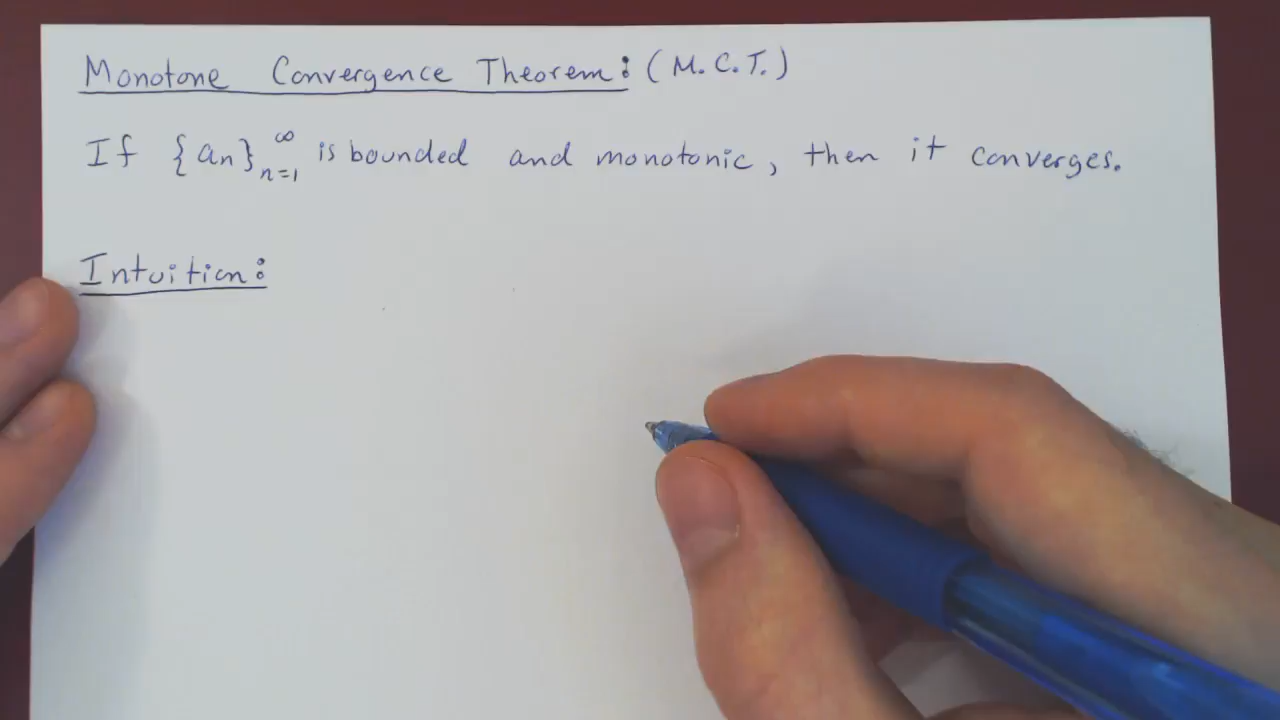 Monotone Convergence Theorem: (M.C.T.)
If {an}∞n=1 is bounded and monotonic, then it converges.
Intuition: